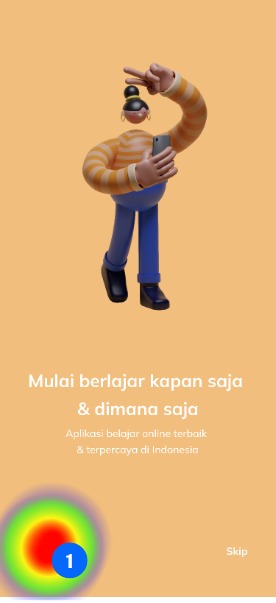 Mulai berlajar kapan saja
& dimana saja
Aplikasi belajar online terbaik
& terpercaya di Indonesia
Skip
1